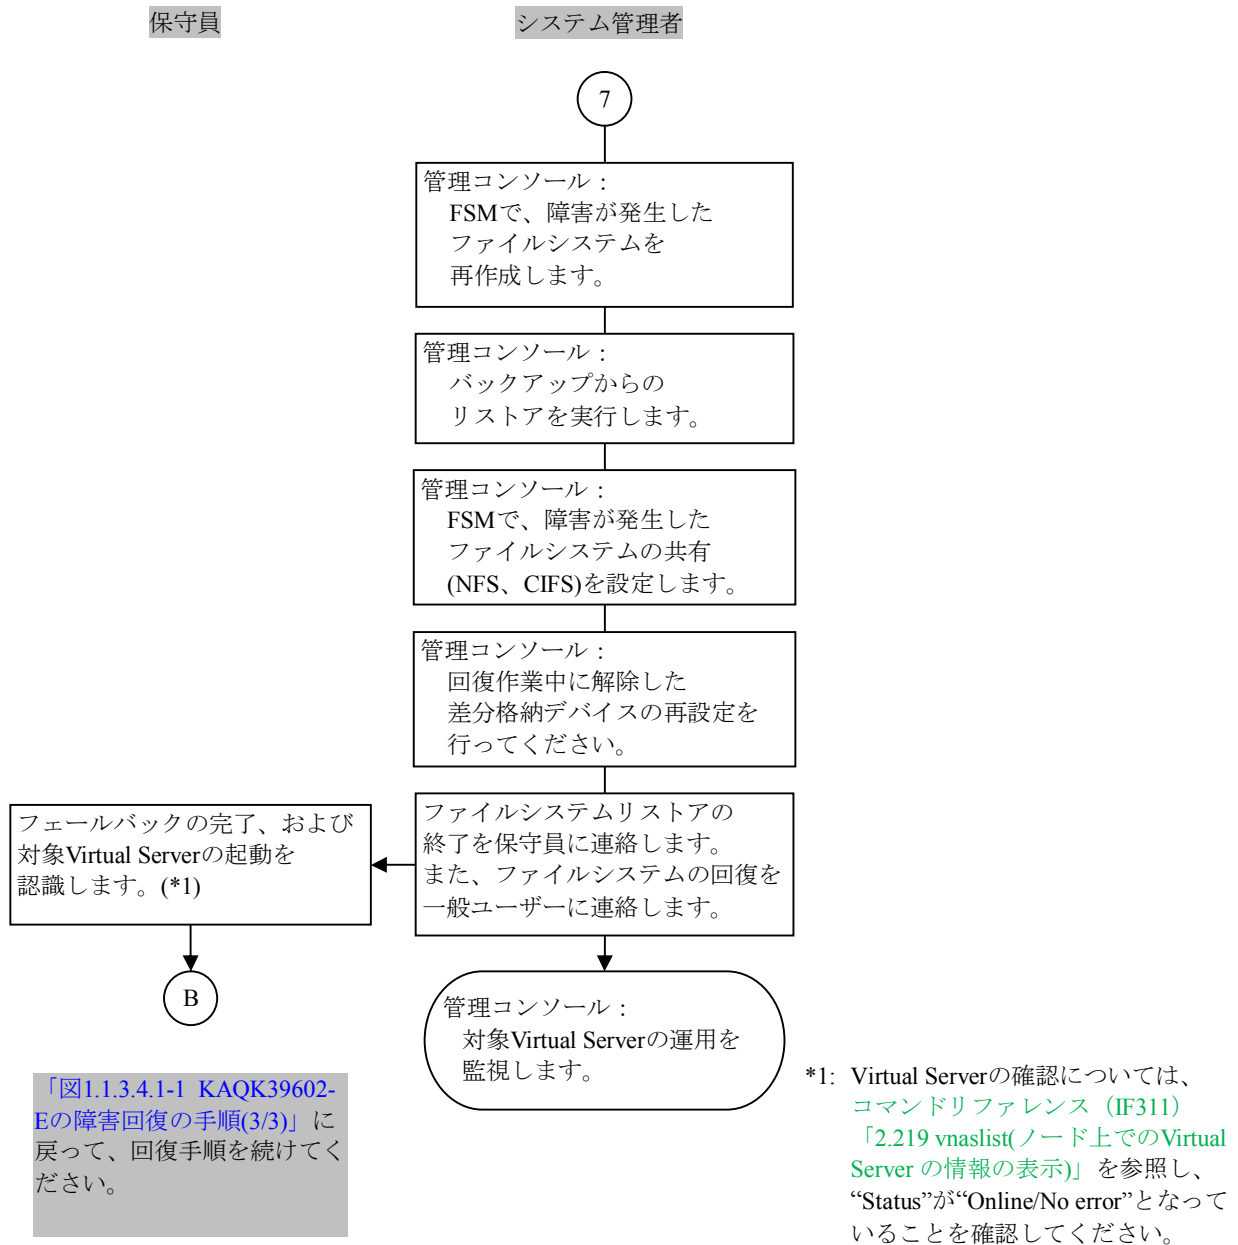 保守員
システム管理者
7
管理コンソール：
FSMで、障害が発生した
ファイルシステムを
再作成します。
管理コンソール：
バックアップからの
リストアを実行します。
管理コンソール：
FSMで、障害が発生した
ファイルシステムの共有
(NFS、CIFS)を設定します。
管理コンソール：
回復作業中に解除した
差分格納デバイスの再設定を
行ってください。
ファイルシステムリストアの
終了を保守員に連絡します。
また、ファイルシステムの回復を
一般ユーザーに連絡します。
フェールバックの完了、および
対象Virtual Serverの起動を
認識します。(*1)
B
管理コンソール：
対象Virtual Serverの運用を
監視します。
「図1.1.3.4.1-1 KAQK39602-
Eの障害回復の手順(3/3)」に
戻って、回復手順を続けてく
ださい。
*1: Virtual Serverの確認については、
コマンドリファレンス（IF311）
「2.219 vnaslist(ノード上でのVirtual
Server の情報の表示)」を参照し、
“Status”が“Online/No error”となって
いることを確認してください。